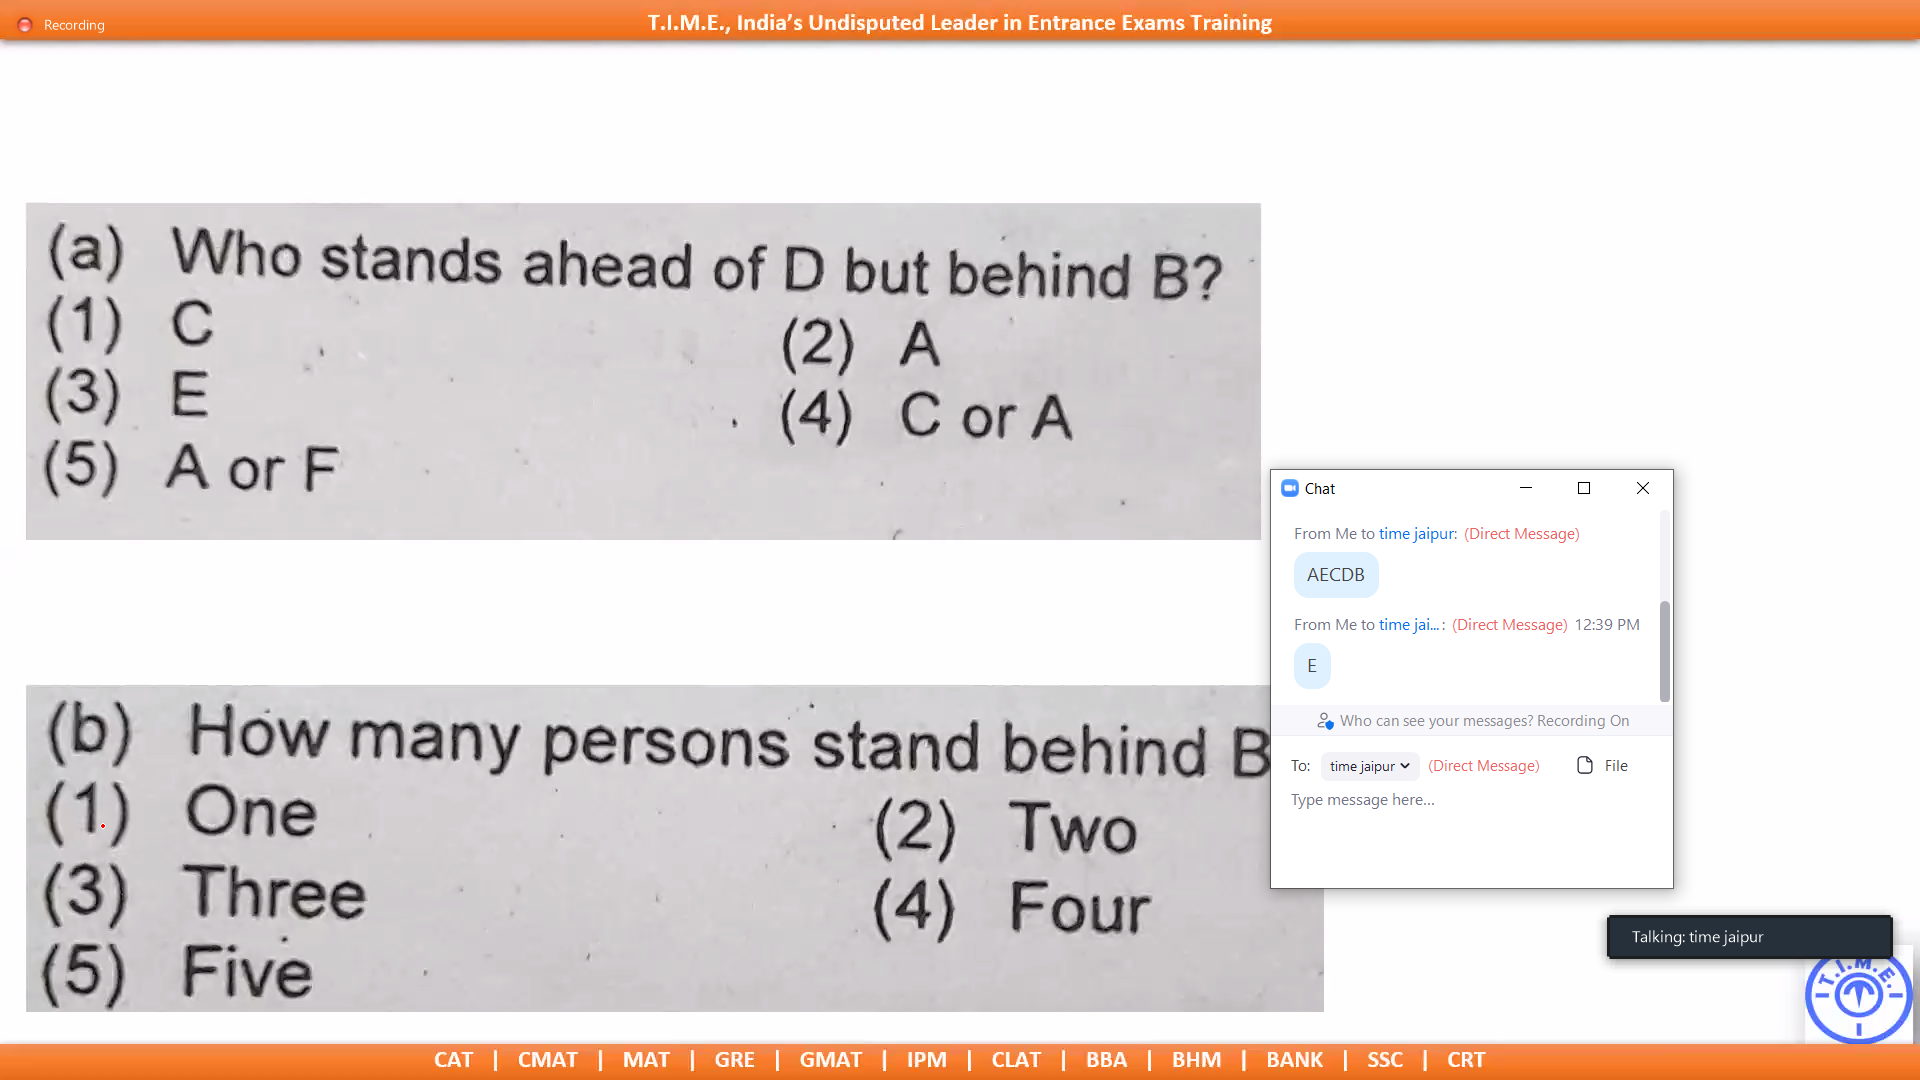 Recording
T.I.M.E., India’s Undisputed Leader in Entrance Exams Training
(a) Who stands ahead of D but behind B?
(1) C
(2) A
(3) E
(4) C or A
(5) A or F
(b) How many persons stand behind B
(1) One
(2) Two
(3) Three
(4) Four
(5) Five
Chat
From Me to time jaipur: (Direct Message)
AECDB
From Me to time jai... : (Direct Message) 12:39 PM
E
Who can see your messages? Recording On
To: time jaipur (Direct Message) File
Type message here...
Talking: time jaipur
T.I.M.E.
CAT | CMAT | MAT | GRE | GMAT | IPM | CLAT | BBA | BHM | BANK | SSC | CRT